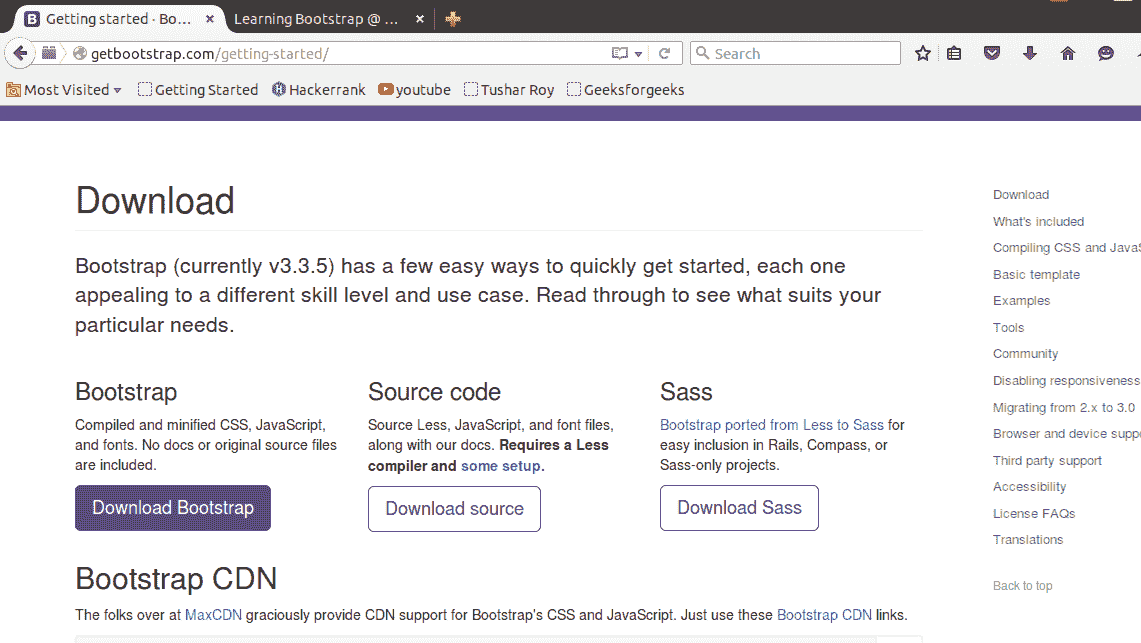 Getting started · Bo...
Learning Bootstrap @ ...
getbootstrap.com/getting-started/
Search
Most Visited
Getting Started
Hackerrank
youtube
Tushar Roy
Geeksforgeeks
Download
Bootstrap (currently v3.3.5) has a few easy ways to quickly get started, each one
appealing to a different skill level and use case. Read through to see what suits your
particular needs.
Bootstrap
Compiled and minified CSS, JavaScript,
and fonts. No docs or original source files
are included.
Download Bootstrap
Source code
Source Less, JavaScript, and font files,
along with our docs. Requires a Less
compiler and some setup.
Download source
Sass
Bootstrap ported from Less to Sass for
easy inclusion in Rails, Compass, or
Sass-only projects.
Download Sass
Bootstrap CDN
The folks over at MaxCDN graciously provide CDN support for Bootstrap's CSS and JavaScript. Just use these Bootstrap CDN links.
Download
What's included
Compiling CSS and JavaS
Basic template
Examples
Tools
Community
Disabling responsiveness
Migrating from 2.x to 3.0
Browser and device suppo
Third party support
Accessibility
License FAQs
Translations
Back to top